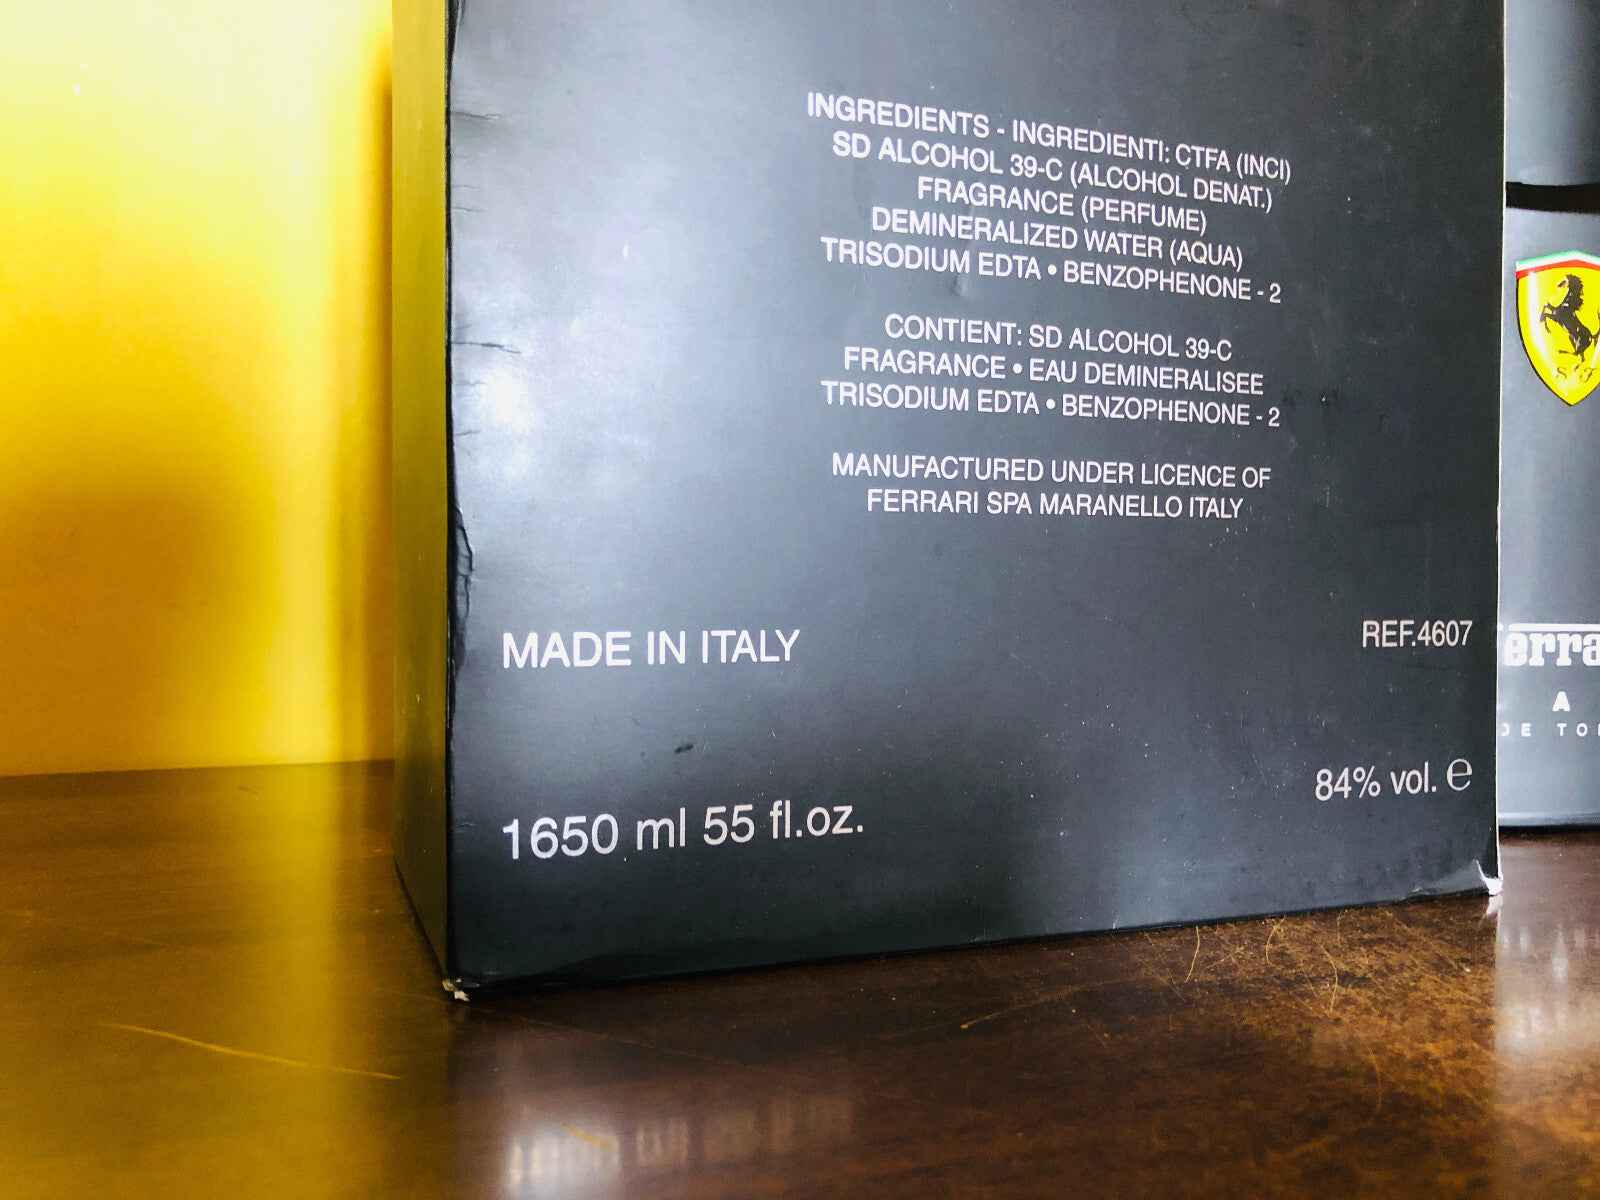 INGREDIENTS - INGREDIENTI: CTFA (INCI)
SD ALCOHOL 39-C (ALCOHOL DENAT.)
FRAGRANCE (PERFUME)
DEMINERALIZED WATER (AQUA)
TRISODIUM EDTA • BENZOPHENONE - 2
CONTIENT: SD ALCOHOL 39-C
FRAGRANCE • EAU DEMINERALISEE
TRISODIUM EDTA • BENZOPHENONE - 2
MANUFACTURED UNDER LICENCE OF
FERRARI SPA MARANELLO ITALY
MADE IN ITALY
REF.4607
1650 ml 55 fl.oz.
84% vol. ℮
S F
A